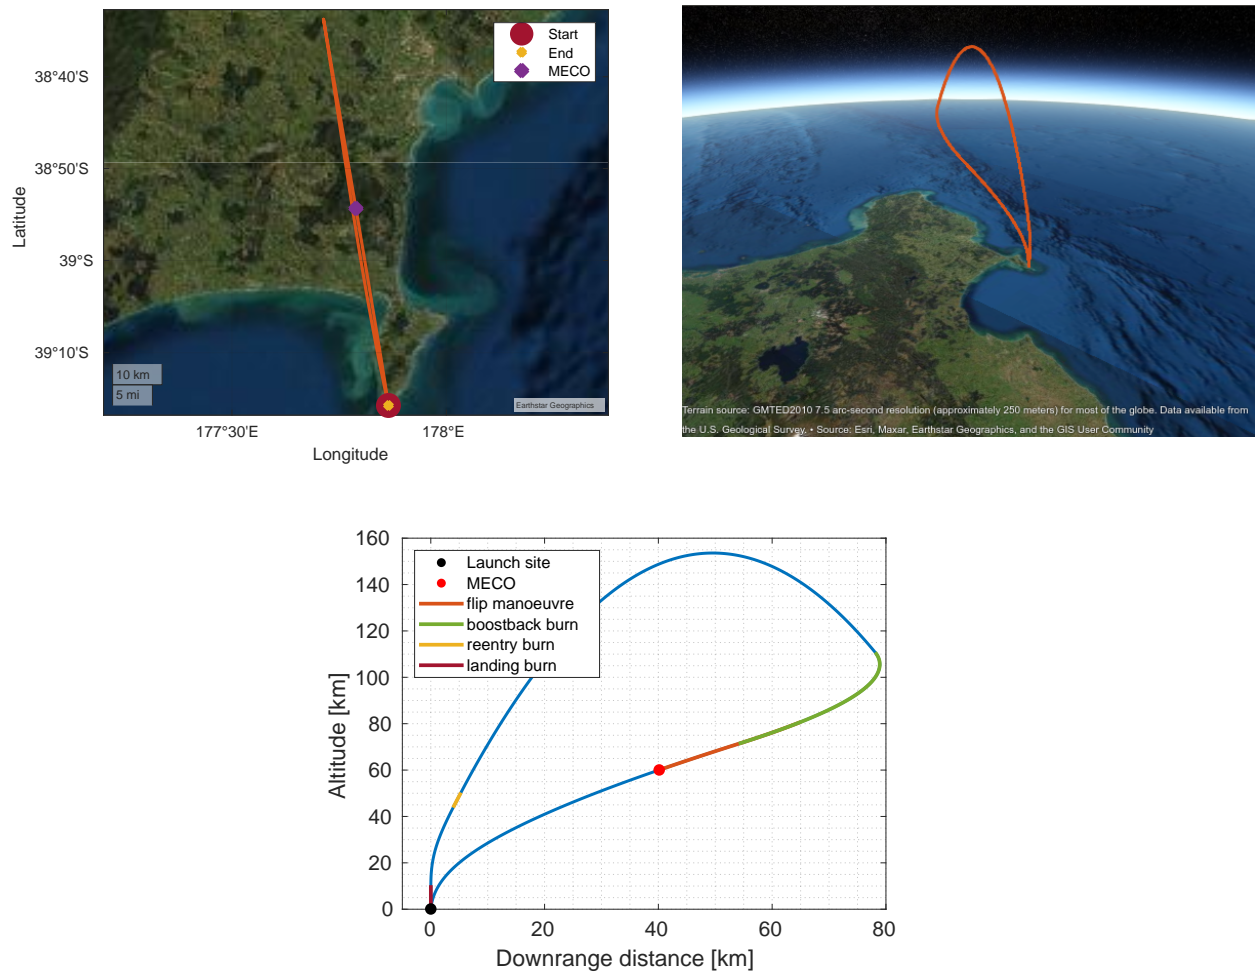 Start
End
MECO
38°40'S
38°50'S
39°S
39°10'S
Latitude
10 km
5 mi
Earthstar Geographics
177°30'E
178°E
Longitude
Terrain source: GMTED2010 7.5 arc-second resolution (approximately 250 meters) for most of the globe. Data available from
the U.S. Geological Survey. • Source: Esri, Maxar, Earthstar Geographics, and the GIS User Community
160
140
120
100
80
60
40
20
0
Altitude [km]
Launch site
MECO
flip manoeuvre
boostback burn
reentry burn
landing burn
0
20
40
60
80
Downrange distance [km]